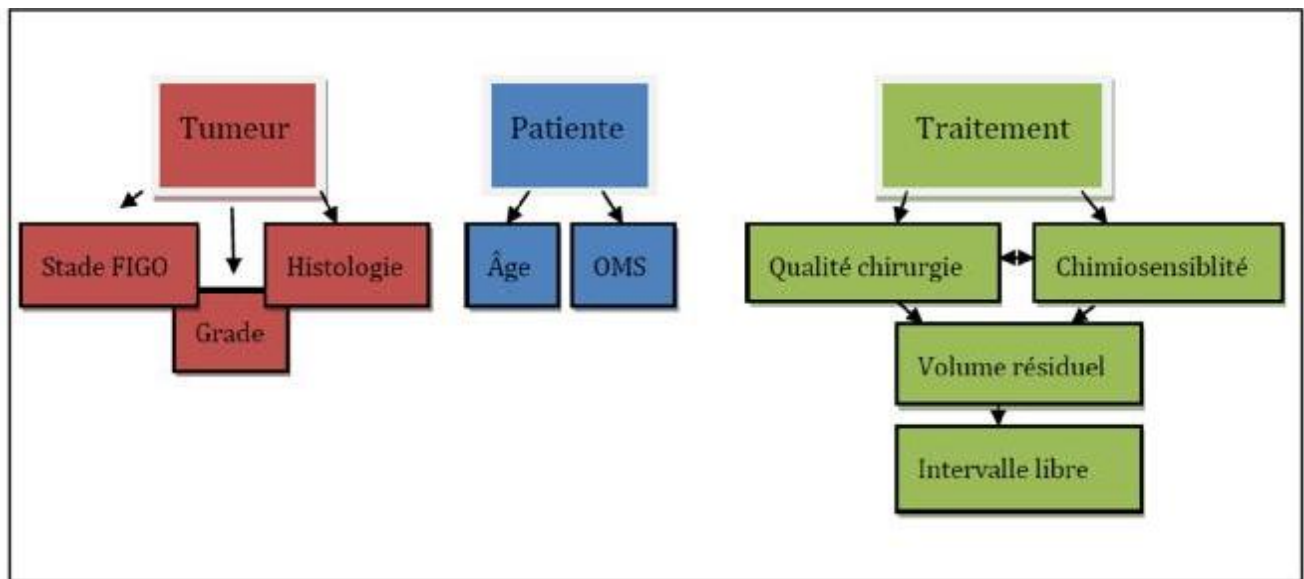 Tumeur
Patiente
Traitement
Stade FIGO
Histologie
Grade
Âge
OMS
Qualité chirurgie
Chimiosensiblité
Volume résiduel
Intervalle libre